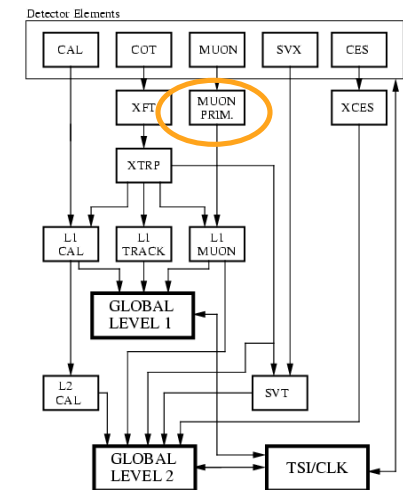 Detector Elements
CAL
COT
MUON
SVX
CES
XFT
MUON
PRIM.
XCES
XTRP
L1
CAL
L1
TRACK
L1
MUON
GLOBAL
LEVEL 1
L2
CAL
SVT
GLOBAL
LEVEL 2
TSI/CLK